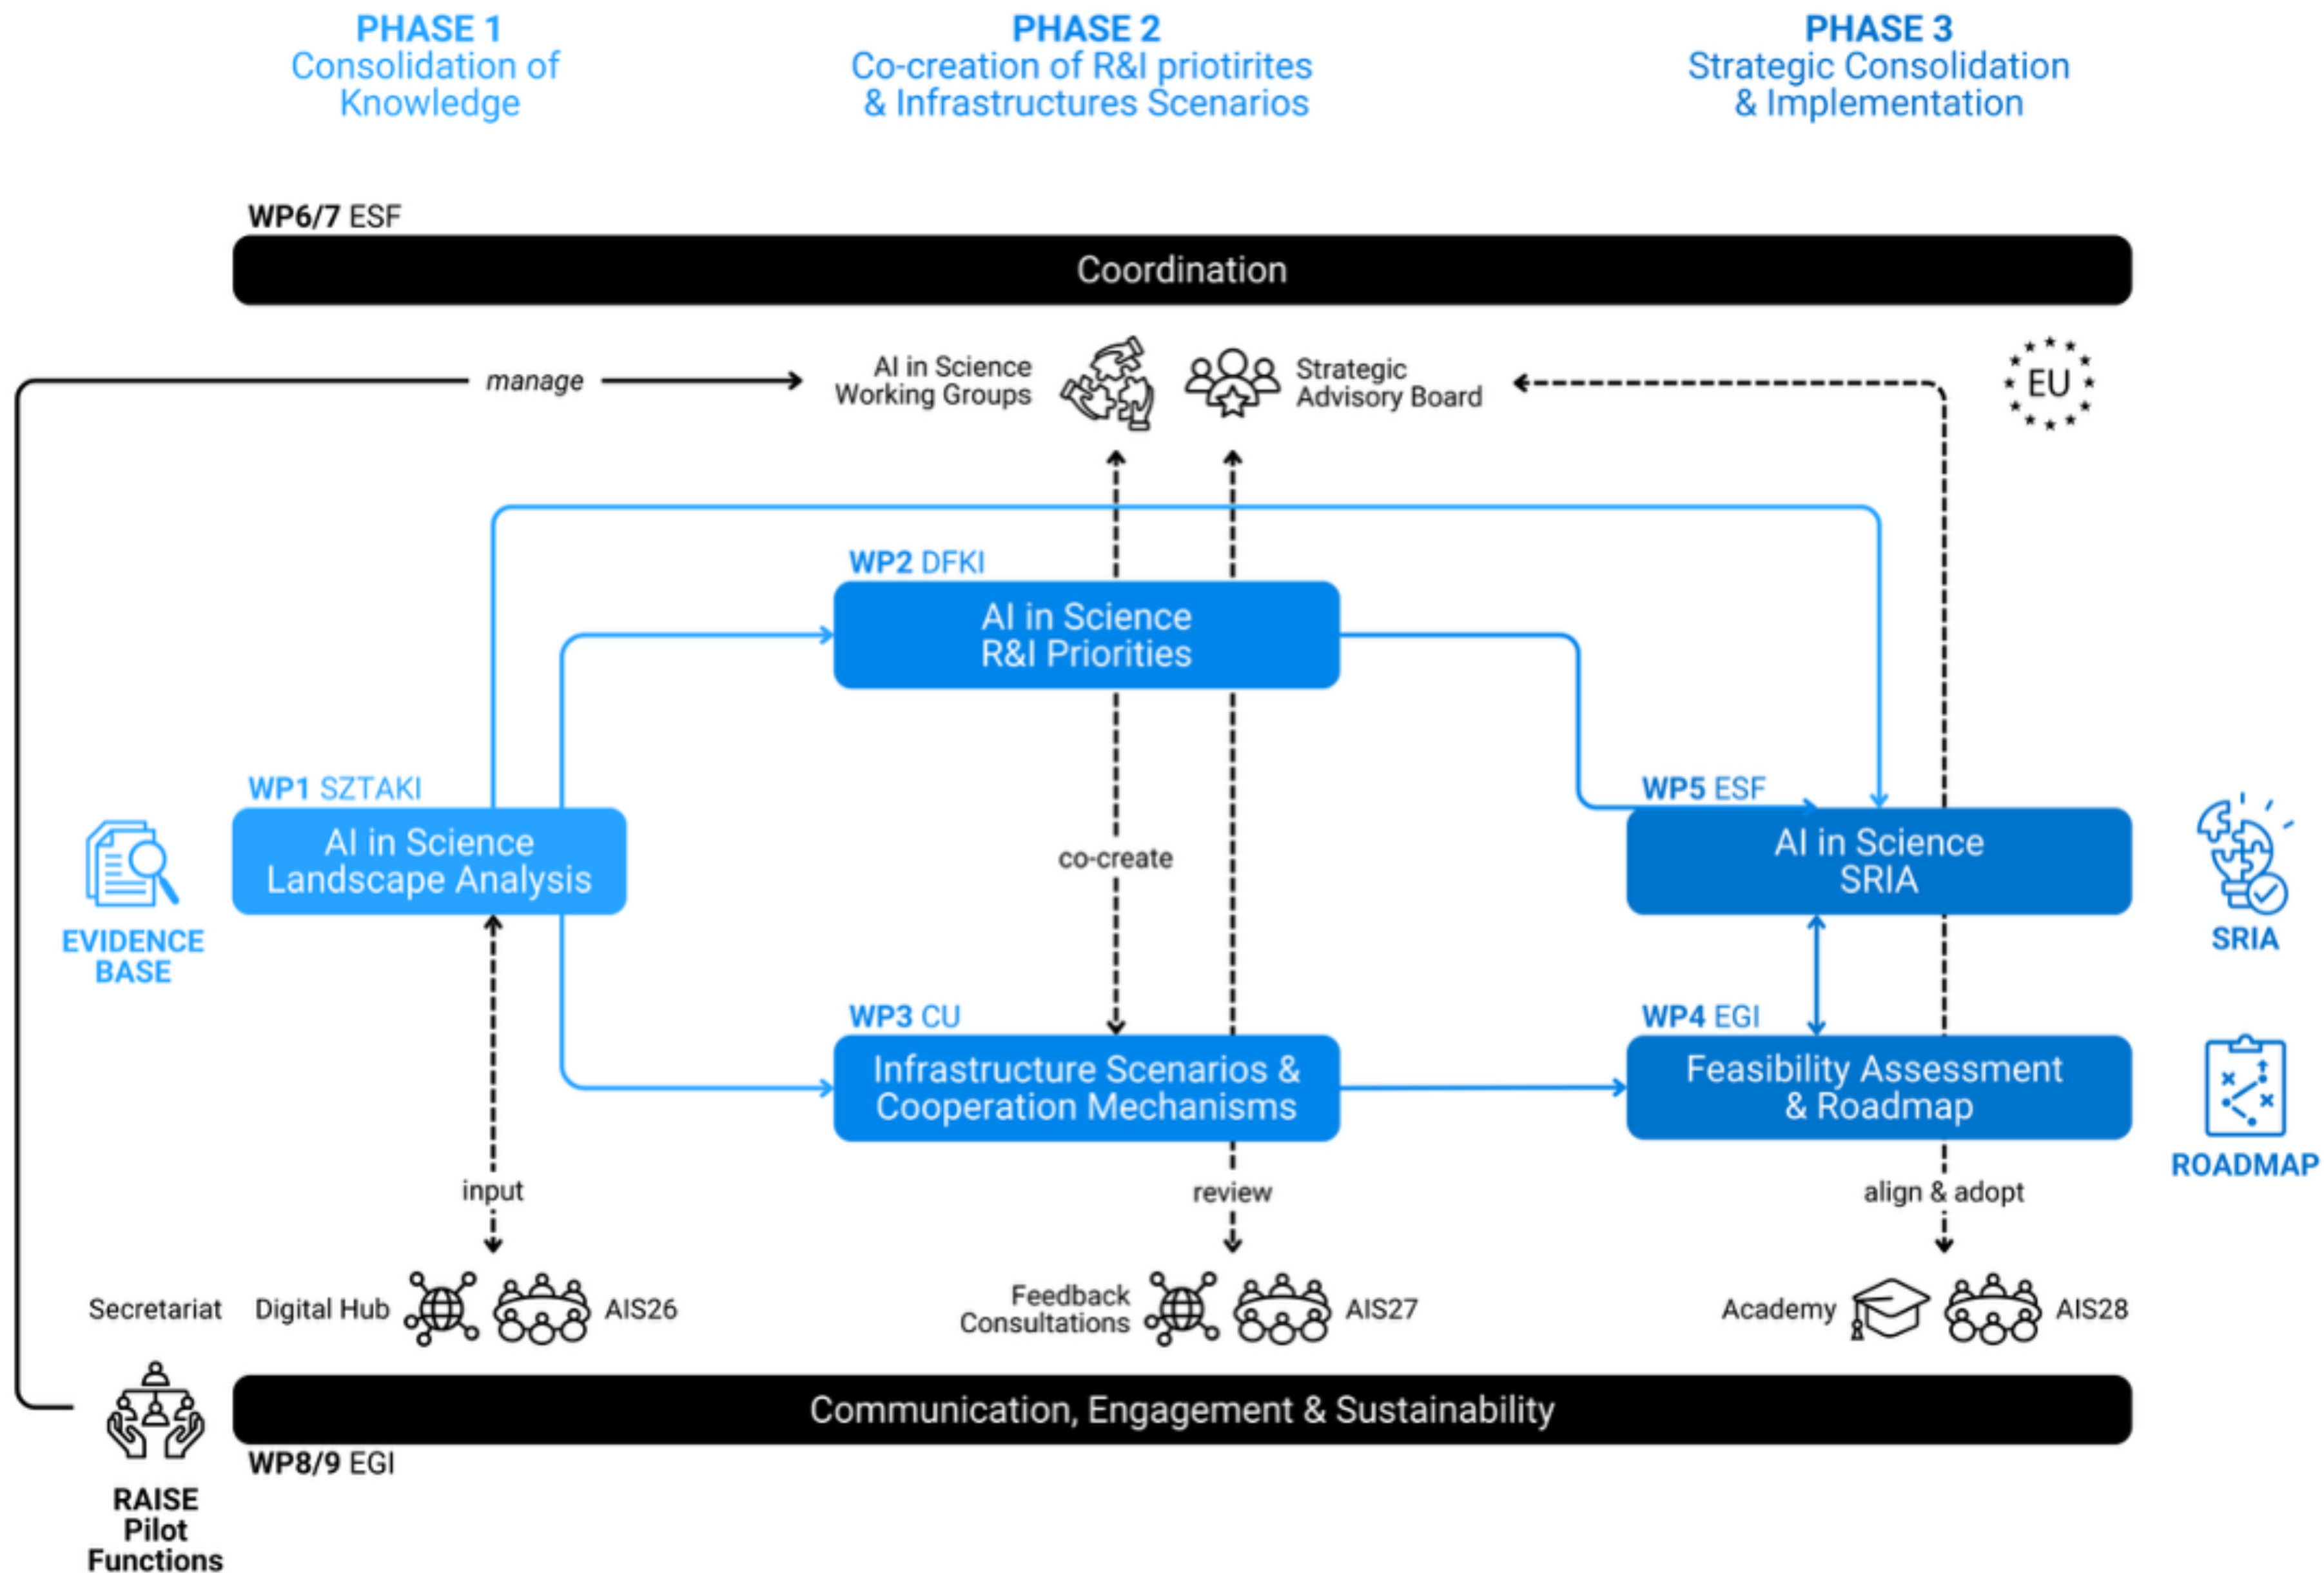 PHASE 1
Consolidation of
Knowledge
PHASE 2
Co-creation of R&I priotirites
& Infrastructures Scenarios
PHASE 3
Strategic Consolidation
& Implementation
WP6/7 ESF
Coordination
manage
AI in Science
Working Groups
Strategic
Advisory Board
EU
WP2 DFKI
AI in Science
R&I Priorities
WP1 SZTAKI
AI in Science
Landscape Analysis
EVIDENCE
BASE
co-create
WP5 ESF
AI in Science
SRIA
SRIA
WP3 CU
Infrastructure Scenarios &
Cooperation Mechanisms
WP4 EGI
Feasibility Assessment
& Roadmap
ROADMAP
input
review
align & adopt
Secretariat
Digital Hub
AIS26
Feedback
Consultations
AIS27
Academy
AIS28
Communication, Engagement & Sustainability
WP8/9 EGI
RAISE
Pilot
Functions